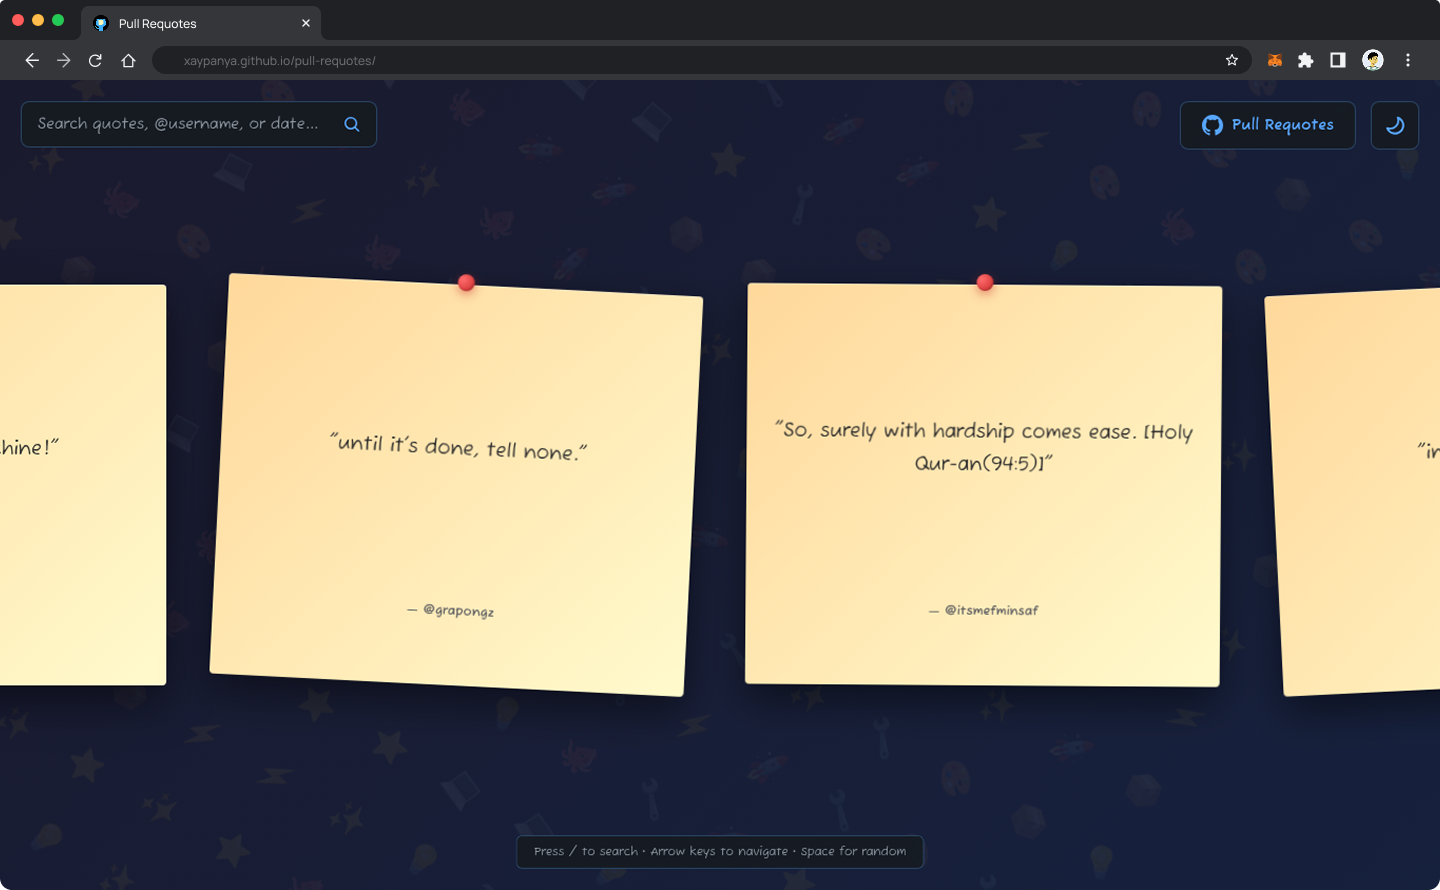 Pull Requotes
xaypanya.github.io/pull-requotes/
Search quotes, @username, or date...
Pull Requotes
hine!”
“until it’s done, tell none.”
— @grapongz
“So, surely with hardship comes ease. [Holy
Qur-an(94:5)]”
— @itsmefminsaf
“in
Press / to search • Arrow keys to navigate • Space for random